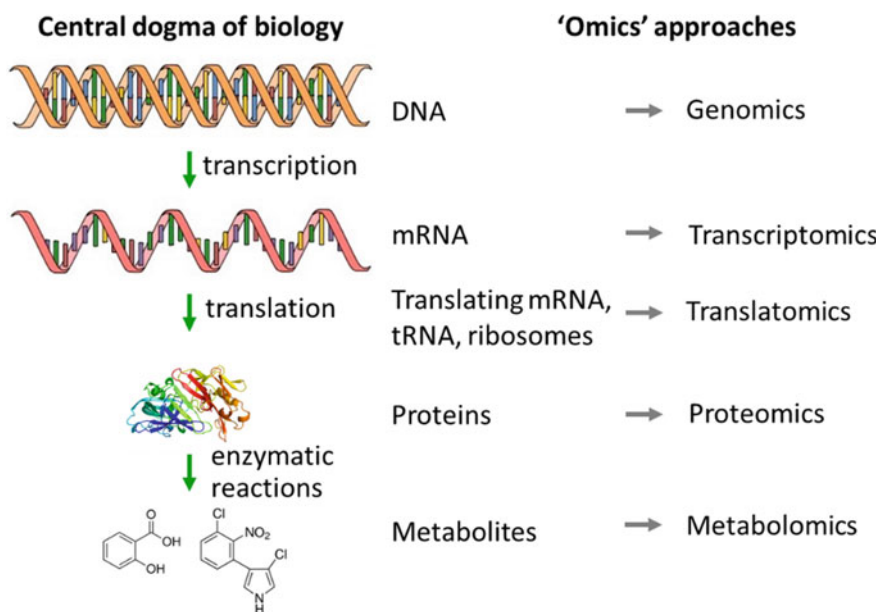 Central dogma of biology
‘Omics’ approaches
DNA
Genomics
transcription
mRNA
Transcriptomics
translation
Translating mRNA,
tRNA, ribosomes
Translatomics
Proteins
Proteomics
enzymatic
reactions
O
OH
OH
Cl
NO₂
Cl
N
H
Metabolites
Metabolomics